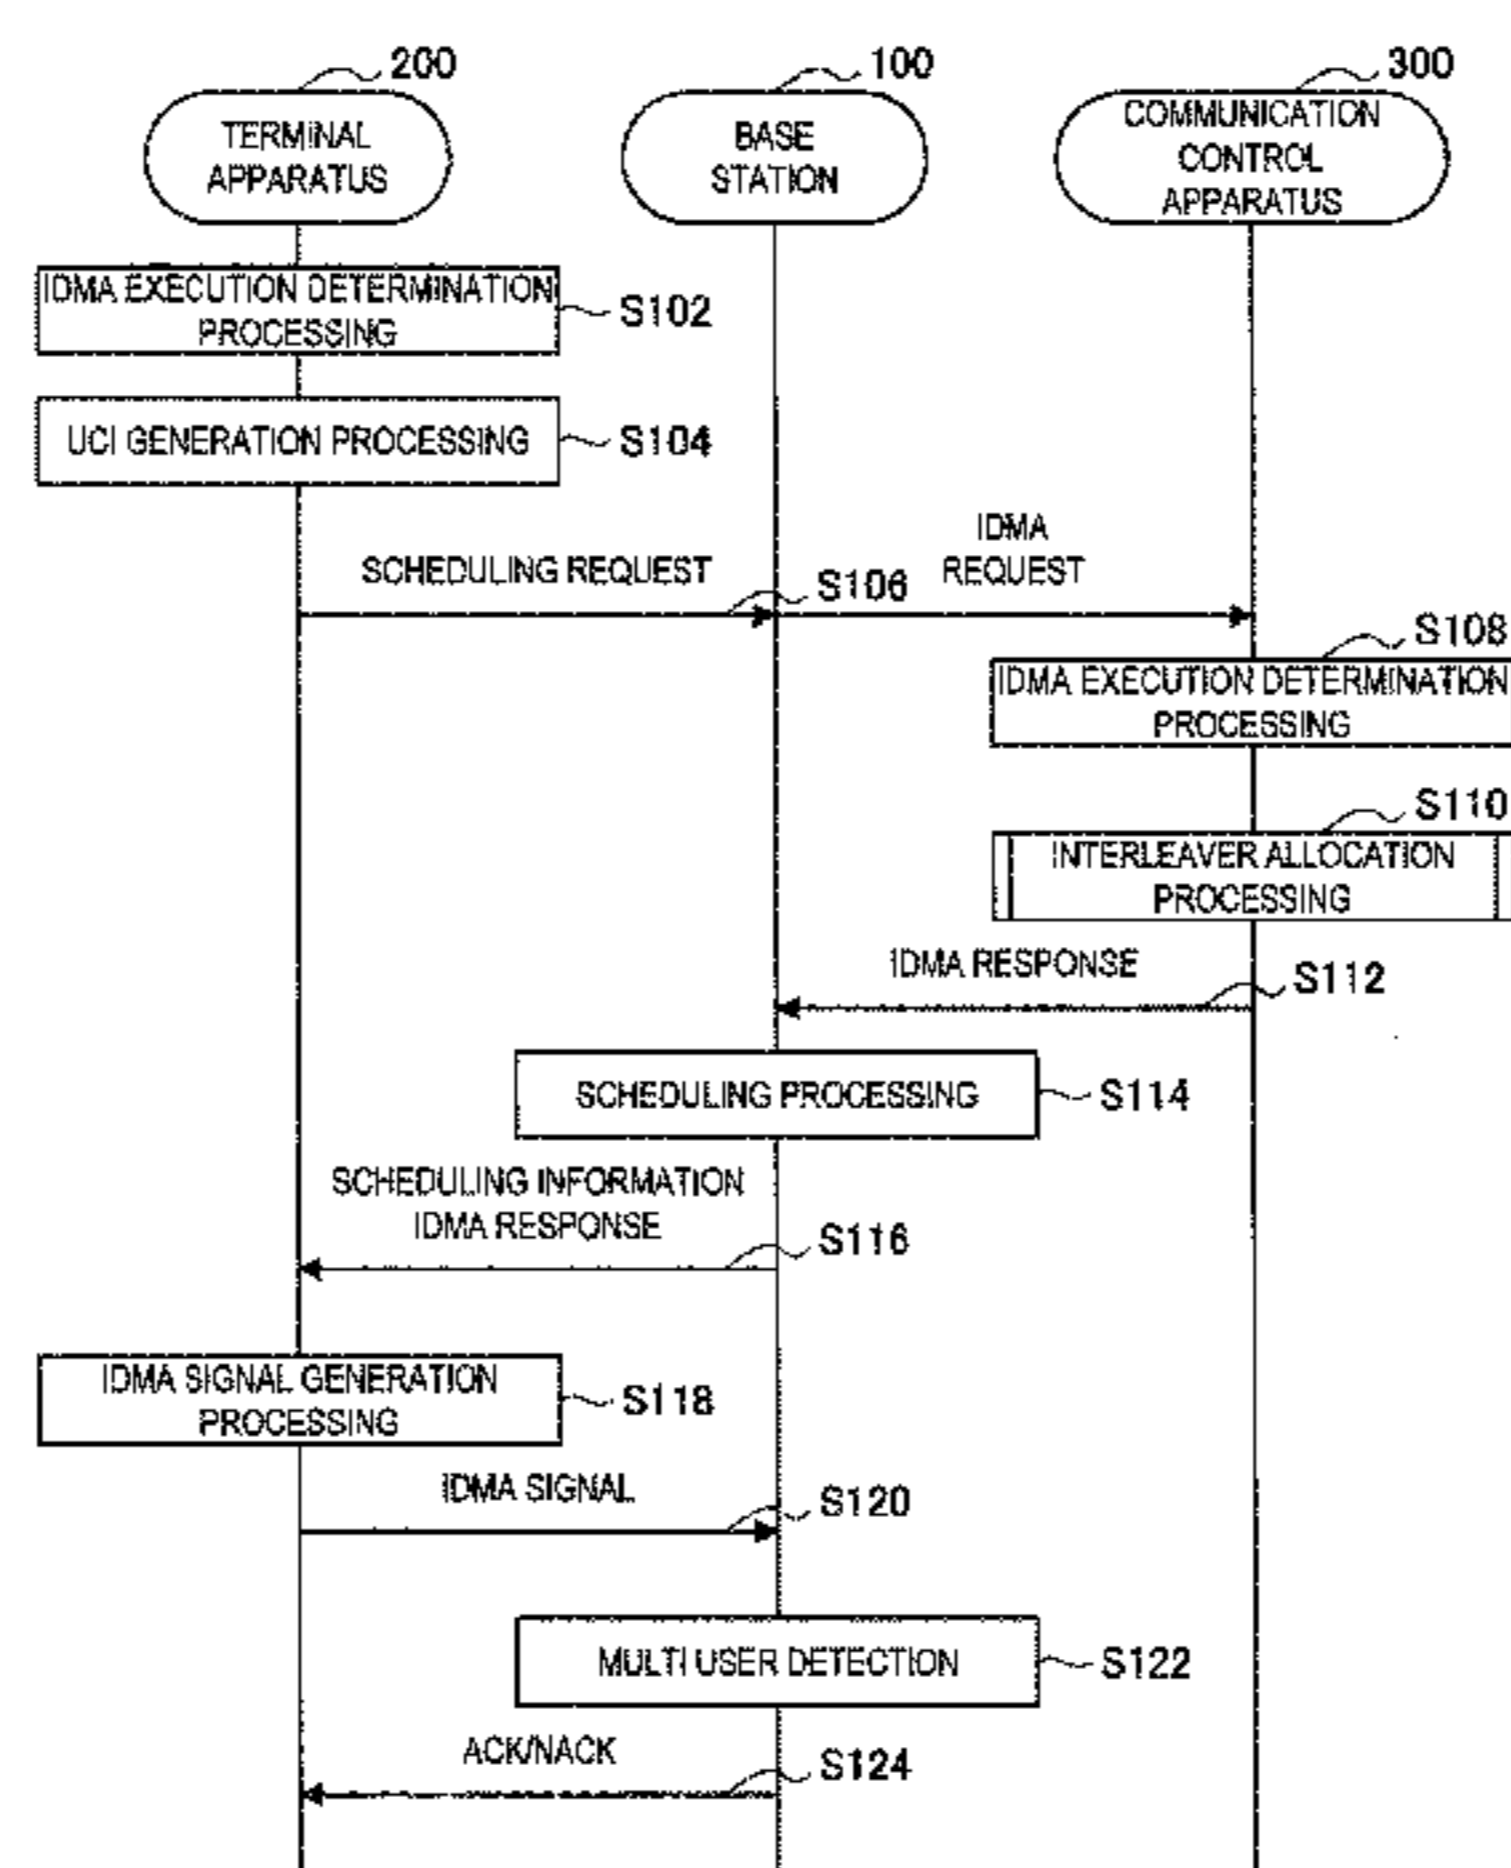 200
100
300
TERMINAL
APPARATUS
BASE
STATION
COMMUNICATION
CONTROL
APPARATUS
IDMA EXECUTION DETERMINATION
PROCESSING
S102
UCI GENERATION PROCESSING
S104
SCHEDULING REQUEST
S106
IDMA
REQUEST
S108
IDMA EXECUTION DETERMINATION
PROCESSING
S110
INTERLEAVER ALLOCATION
PROCESSING
IDMA RESPONSE
S112
SCHEDULING PROCESSING
S114
SCHEDULING INFORMATION
IDMA RESPONSE
S116
IDMA SIGNAL GENERATION
PROCESSING
S118
IDMA SIGNAL
S120
MULTI USER DETECTION
S122
ACK/NACK
S124